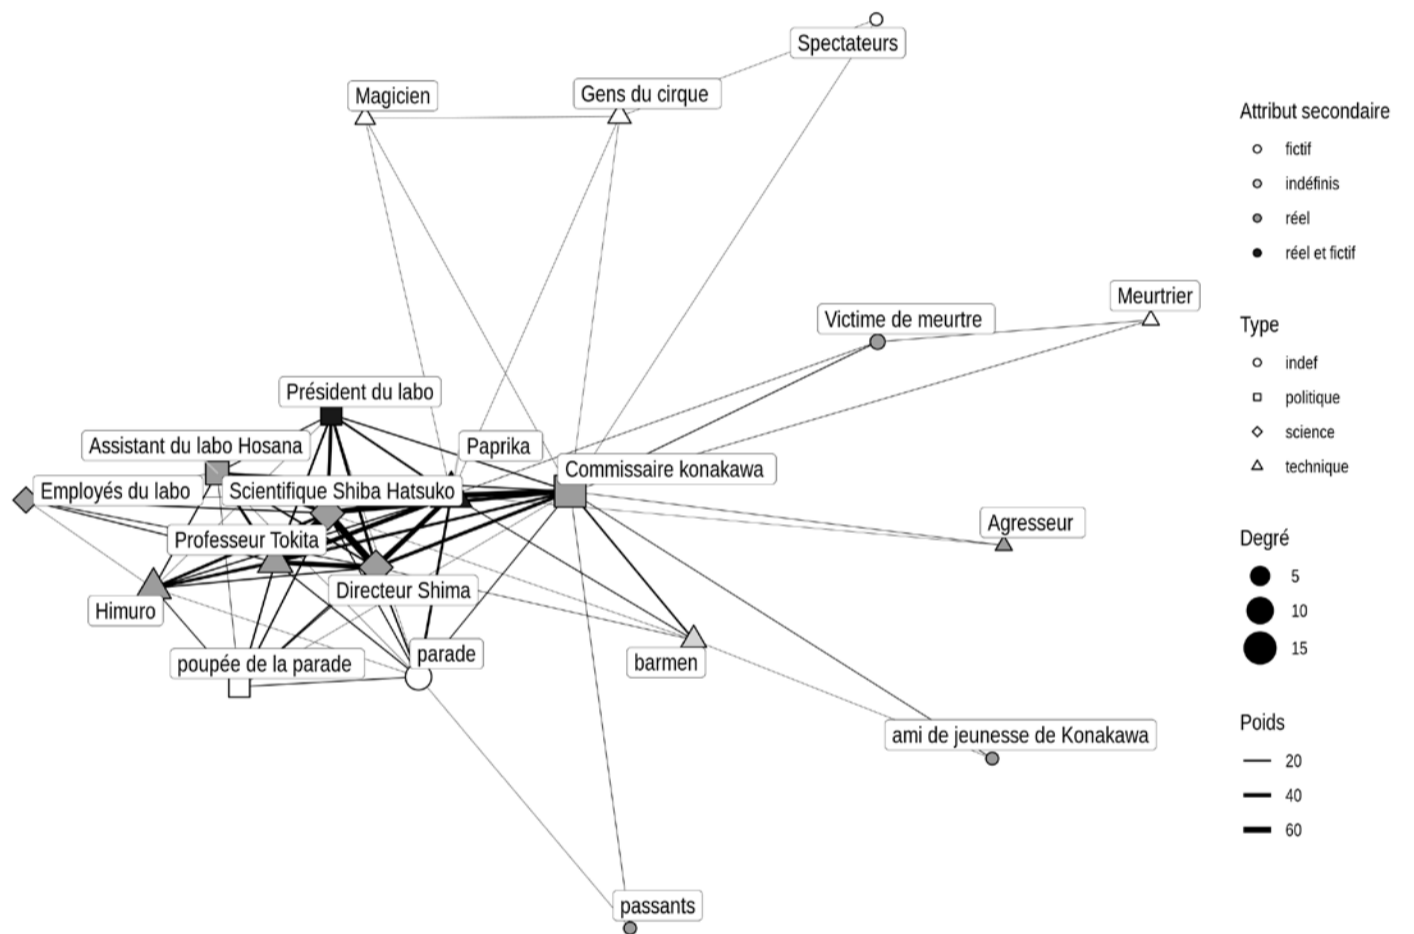 Spectateurs
Magicien
Gens du cirque
Meurtrier
Victime de meurtre
Président du labo
Assistant du labo Hosana
Paprika
Commissaire konakawa
Employés du labo
Scientifique Shiba Hatsuko
Professeur Tokita
Agresseur
Directeur Shima
Himuro
poupée de la parade
parade
barmen
ami de jeunesse de Konakawa
passants
Attribut secondaire
fictif
indéfinis
réel
réel et fictif
Type
indef
politique
science
technique
Degré
5
10
15
Poids
20
40
60